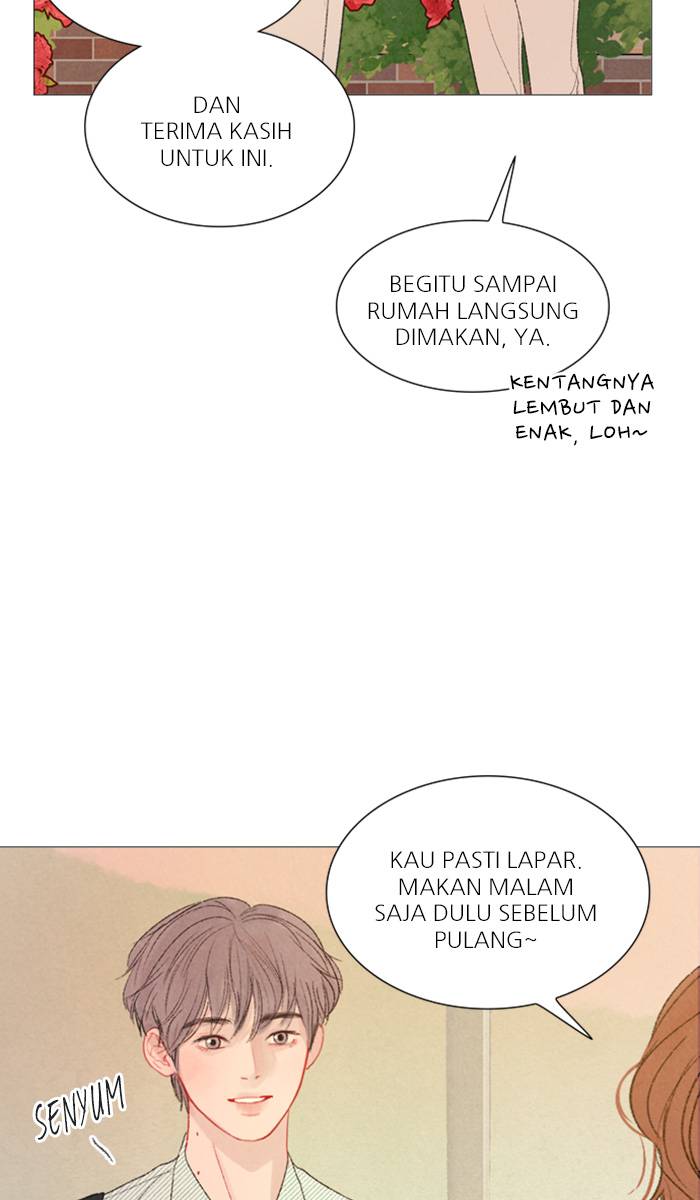 DAN
TERIMA KASIH
UNTUK INI.
BEGITU SAMPAI
RUMAH LANGSUNG
DIMAKAN, YA.
KENTANGNYA
LEMBUT DAN
ENAK, LOH~
KAU PASTI LAPAR.
MAKAN MALAM
SAJA DULU SEBELUM
PULANG~
SENYUM